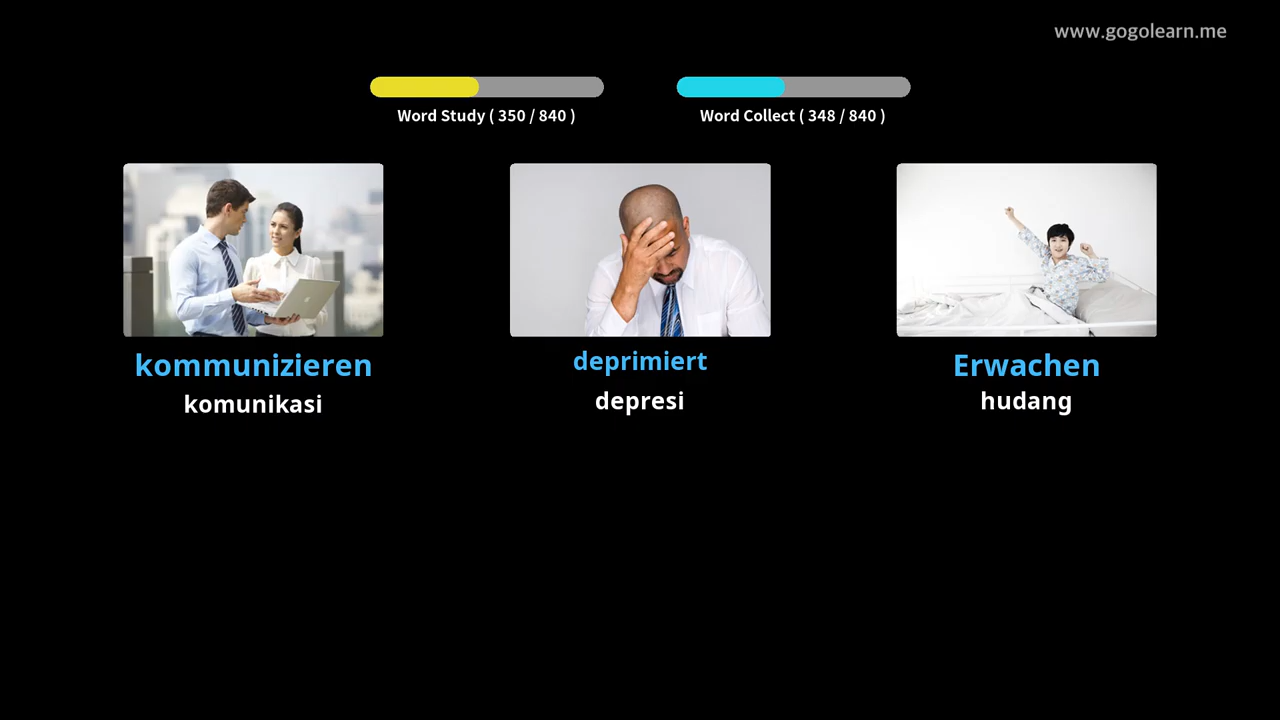 www.gogolearn.me
Word Study ( 350 / 840 )
Word Collect ( 348 / 840 )
kommunizieren
komunikasi
deprimiert
depresi
Erwachen
hudang